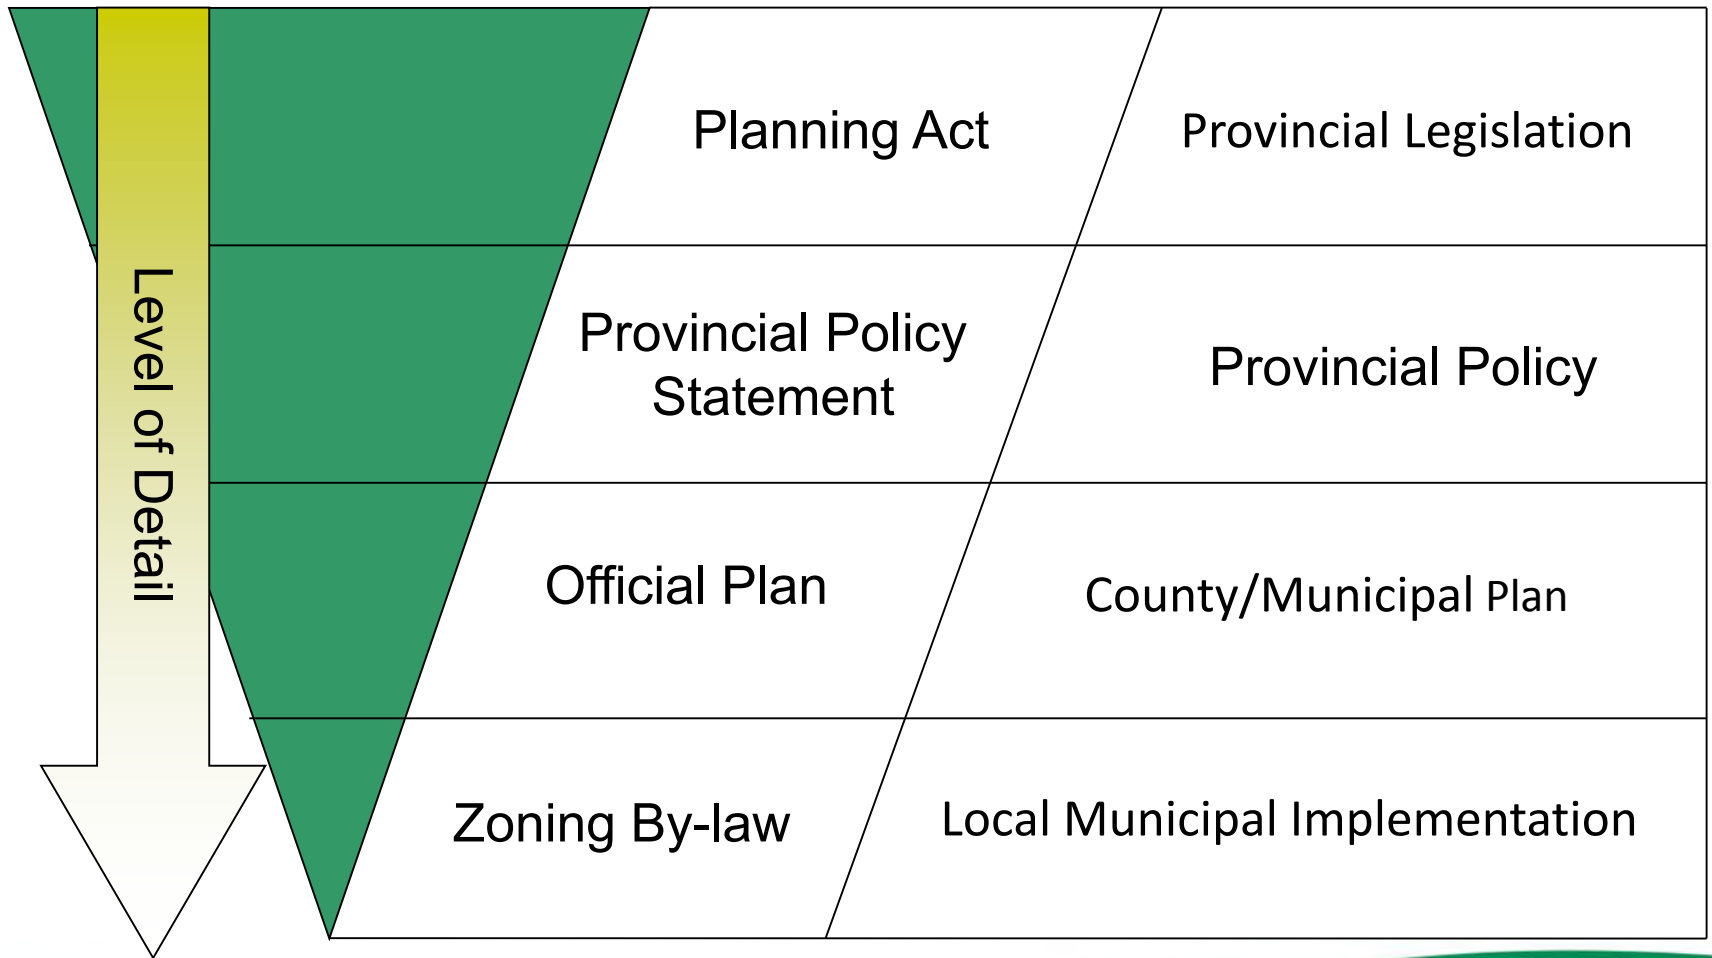 Level of Detail
Planning Act
Provincial Legislation
Provincial Policy
Statement
Provincial Policy
Official Plan
County/Municipal Plan
Zoning By-law
Local Municipal Implementation